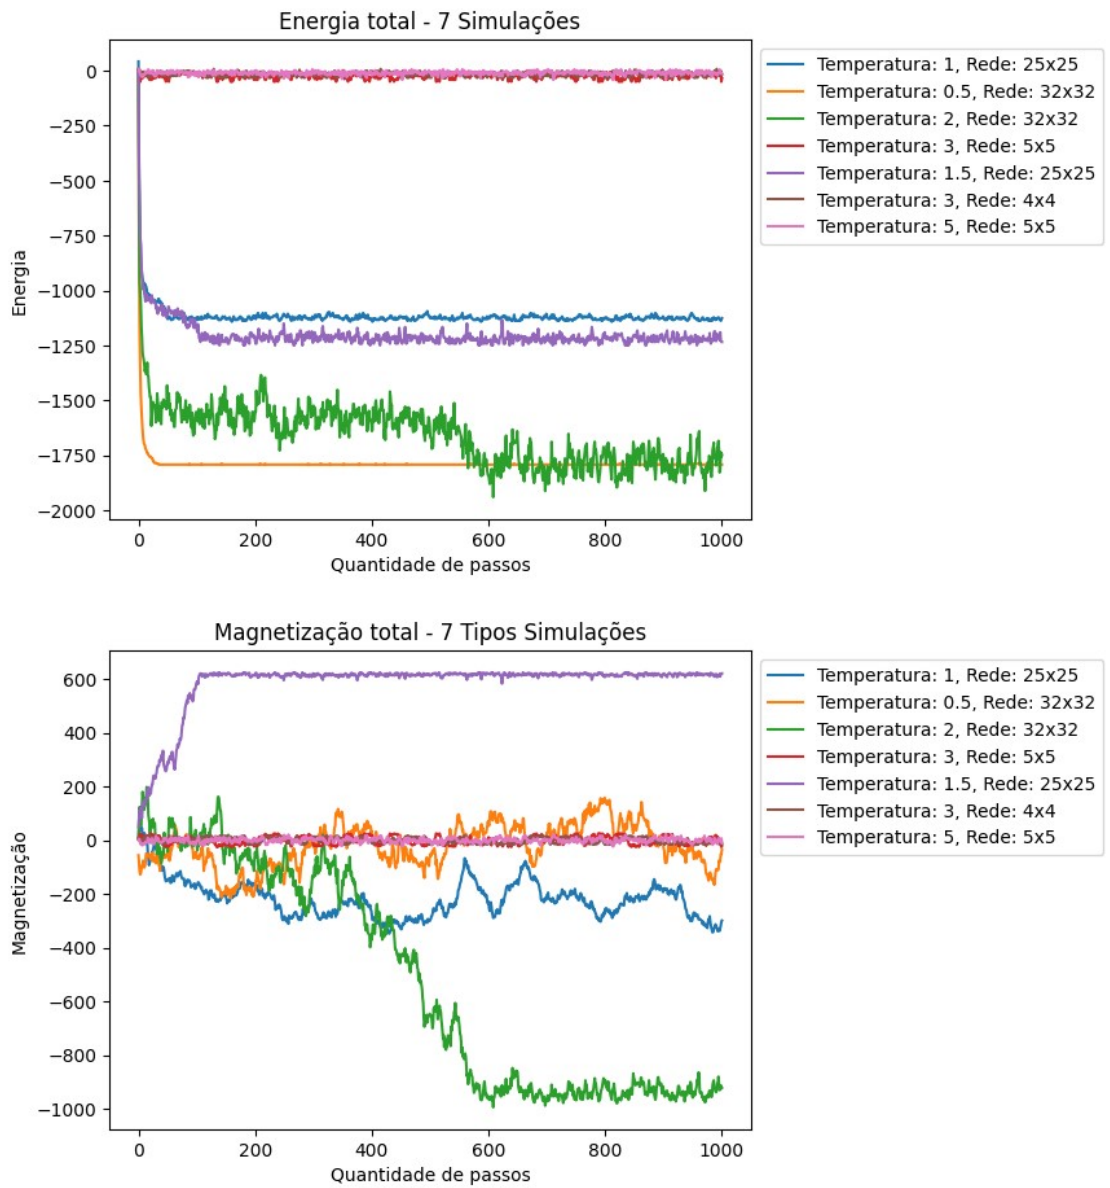 Energia total - 7 Simulações
0
−250
−500
−750
−1000
−1250
−1500
−1750
−2000
Energia
0
200
400
600
800
1000
Quantidade de passos
Temperatura: 1, Rede: 25x25
Temperatura: 0.5, Rede: 32x32
Temperatura: 2, Rede: 32x32
Temperatura: 3, Rede: 5x5
Temperatura: 1.5, Rede: 25x25
Temperatura: 3, Rede: 4x4
Temperatura: 5, Rede: 5x5
Magnetização total - 7 Tipos Simulações
600
400
200
0
−200
−400
−600
−800
−1000
Magnetização
0
200
400
600
800
1000
Quantidade de passos
Temperatura: 1, Rede: 25x25
Temperatura: 0.5, Rede: 32x32
Temperatura: 2, Rede: 32x32
Temperatura: 3, Rede: 5x5
Temperatura: 1.5, Rede: 25x25
Temperatura: 3, Rede: 4x4
Temperatura: 5, Rede: 5x5